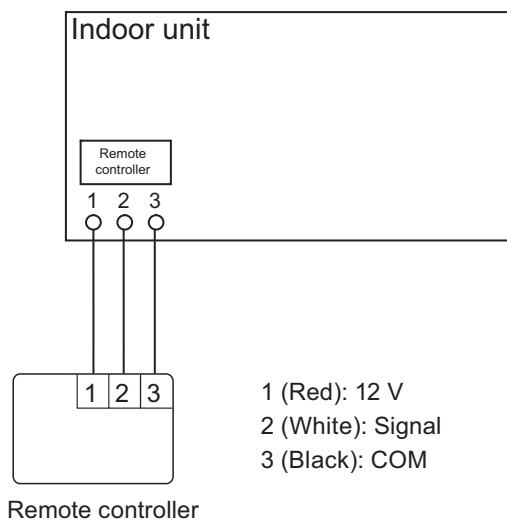 Indoor unit
Remote
controller
1 2 3
1 2 3
1 (Red): 12 V
2 (White): Signal
3 (Black): COM
Remote controller